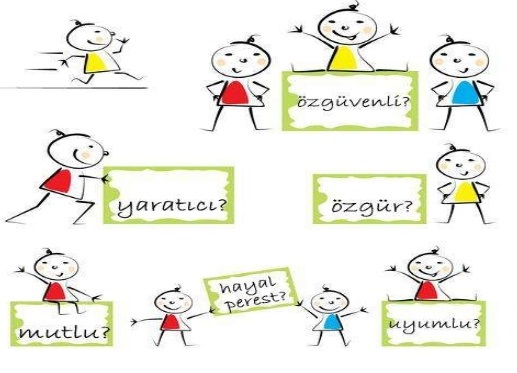 özgüvenli?
yaratıcı?
özgür?
hayal
perest?
mutlu?
uyumlu?